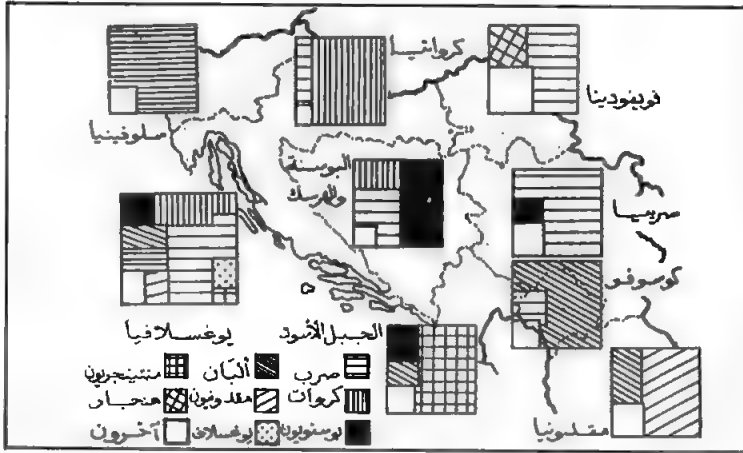 كرواتيا
فويفودينا
سلوفينيا
البوسنة
والهرسك
صربيا
كوسوفو
يوغسلافيا
الجبل الأسود
مقدونيا
صرب
ألبان
منتينجريون
كروات
مقدونيون
هنجار
بوسنويون
يوغسلاف
آخرون